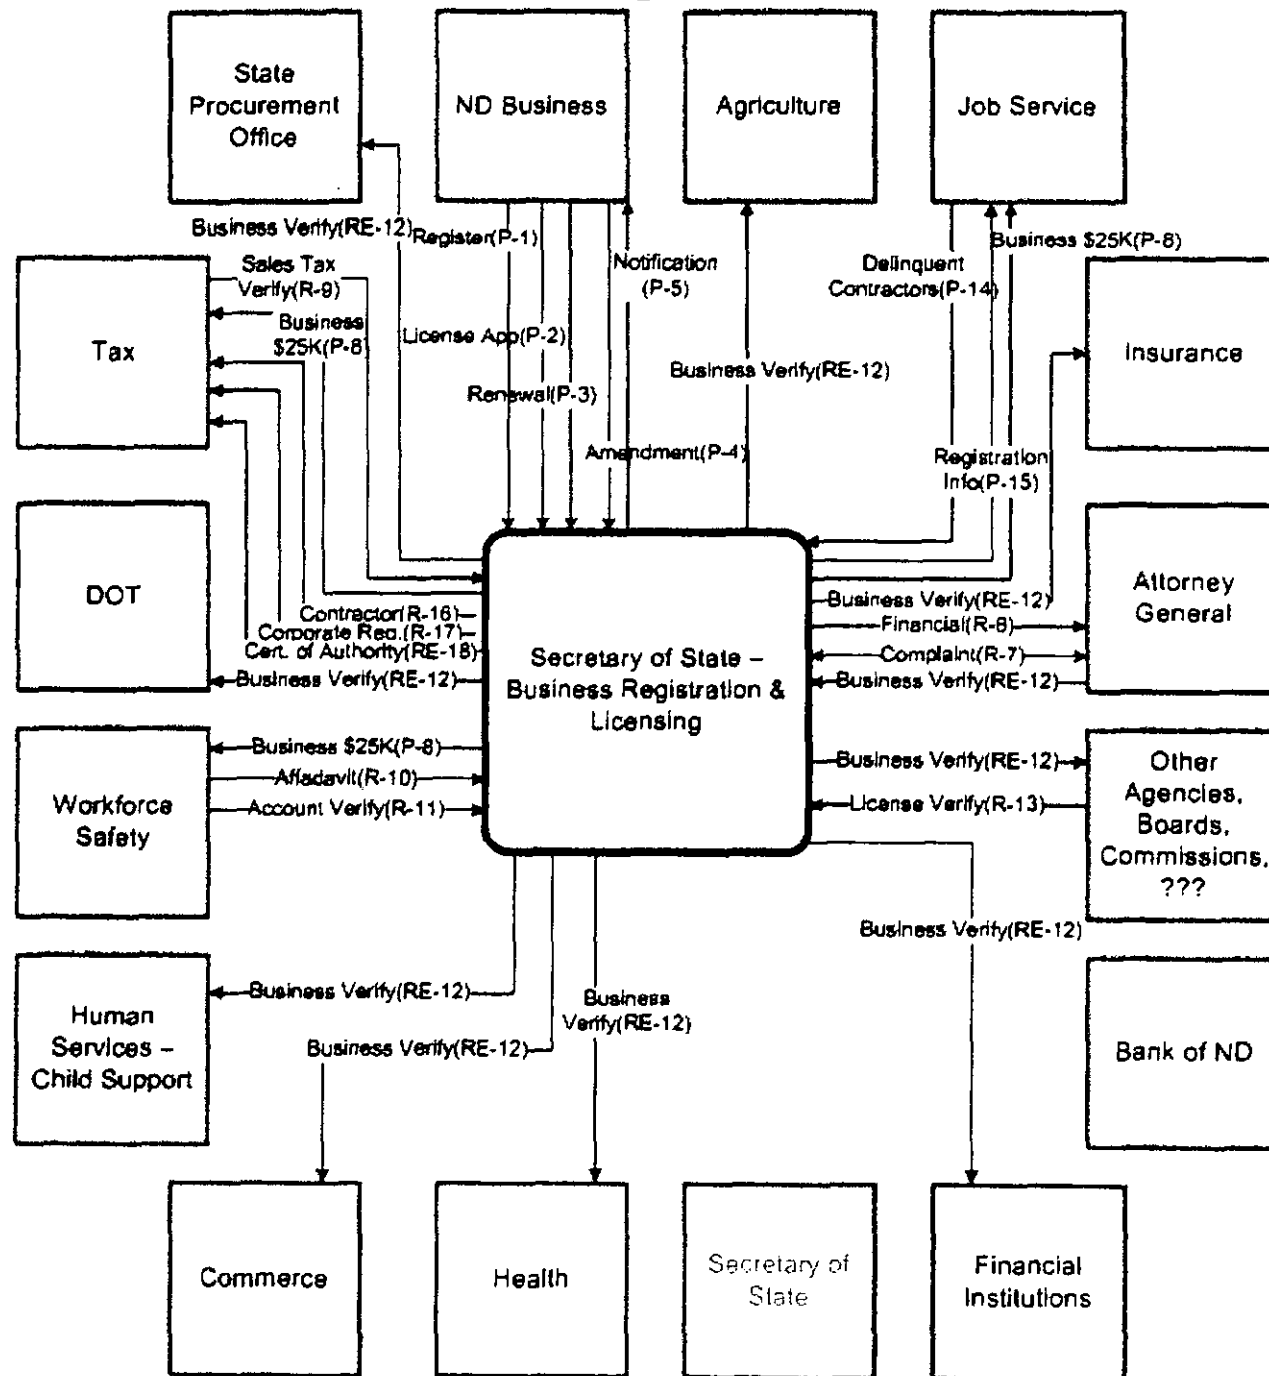 State
Procurement
Office
ND Business
Agriculture
Job Service
Business Verify(RE-12)
Register(P-1)
Notification
(P-5)
Delinquent
Contractors(P-14)
Business $25K(P-8)
Sales Tax
Verify(R-9)
Business
$25K(P-8)
Tax
License App(P-2)
Insurance
Business Verify(RE-12)
Renewal(P-3)
Amendment(P-4)
Registration
Info(P-15)
DOT
Contractor(R-16)
Corporate Reg.(R-17)
Cert. of Authority(RE-18)
Business Verify(RE-12)
Secretary of State –
Business Registration &
Licensing
Business Verify(RE-12)
Financial(R-6)
Complaint(R-7)
Business Verify(RE-12)
Attorney
General
Workforce
Safety
Business $25K(P-8)
Affadavit(R-10)
Account Verify(R-11)
Business Verify(RE-12)
License Verify(R-13)
Other
Agencies,
Boards,
Commissions,
???
Business Verify(RE-12)
Human
Services –
Child Support
Business Verify(RE-12)
Business Verify(RE-12)
Business
Verify(RE-12)
Bank of ND
Commerce
Health
Secretary of
State
Financial
Institutions